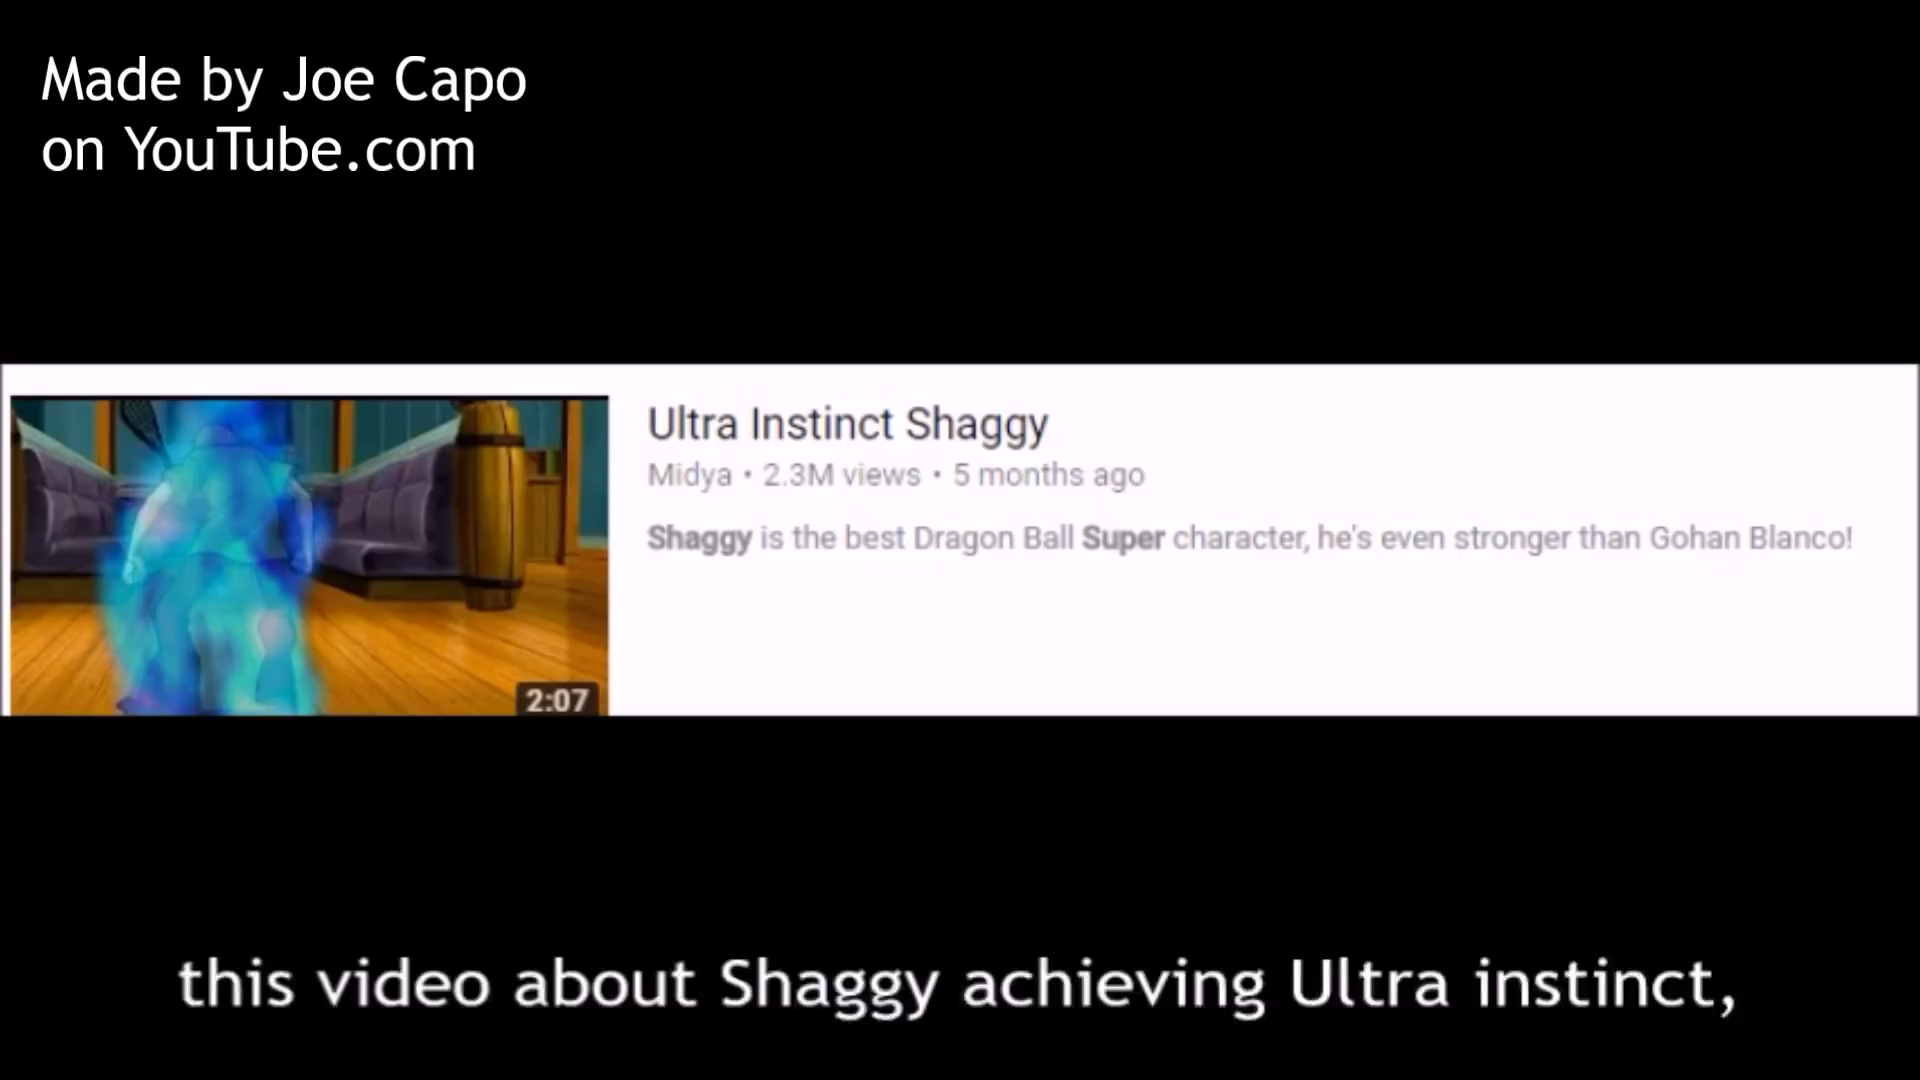 Made by Joe Capo
on YouTube.com
Ultra Instinct Shaggy
Midya • 2.3M views • 5 months ago
Shaggy is the best Dragon Ball Super character, he's even stronger than Gohan Blanco!
2:07
this video about Shaggy achieving Ultra instinct,